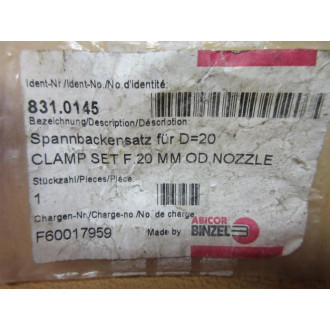 Ident-Nr./Ident-No./No.d'identité:
831.0145
Bezeichnung/Description/Déscription:
Spannbackensatz für D=20
CLAMP SET F.20 MM OD,NOZZLE
Stückzahl/Pieces/Pièce:
1
Chargen-Nr./Charge-no./No. de charge
F60017959
Made by
ABICOR
BINZEL